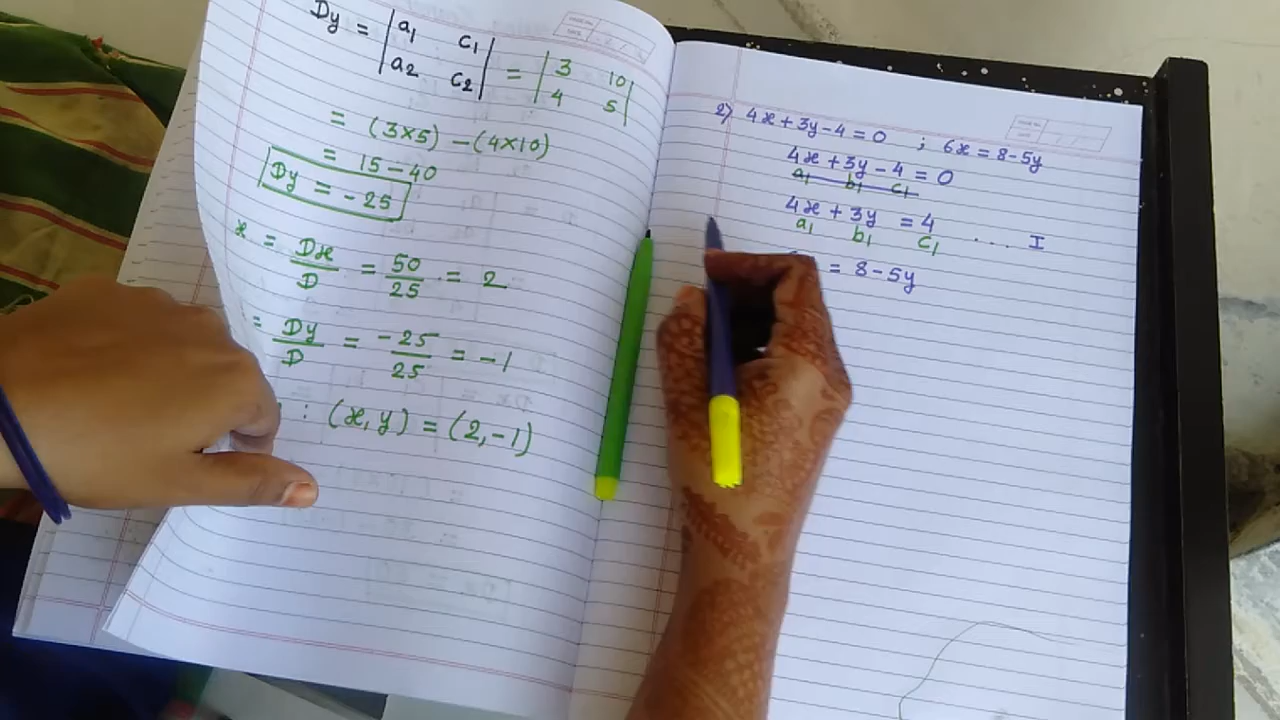 Dy = | a₁ c₁ | = | 3 10 |
| a₂ c₂ | | 4 5 |
= (3×5) - (4×10)
= 15 - 40
Dy = -25
x = Dx/D = 50/25 = 2
= Dy/D = -25/25 = -1
: (x, y) = (2, -1)
2) 4x + 3y - 4 = 0 ; 6x = 8 - 5y
4x + 3y - 4 = 0
a₁ b₁ c₁
4x + 3y = 4 ... I
a₁ b₁ c₁
= 8 - 5y